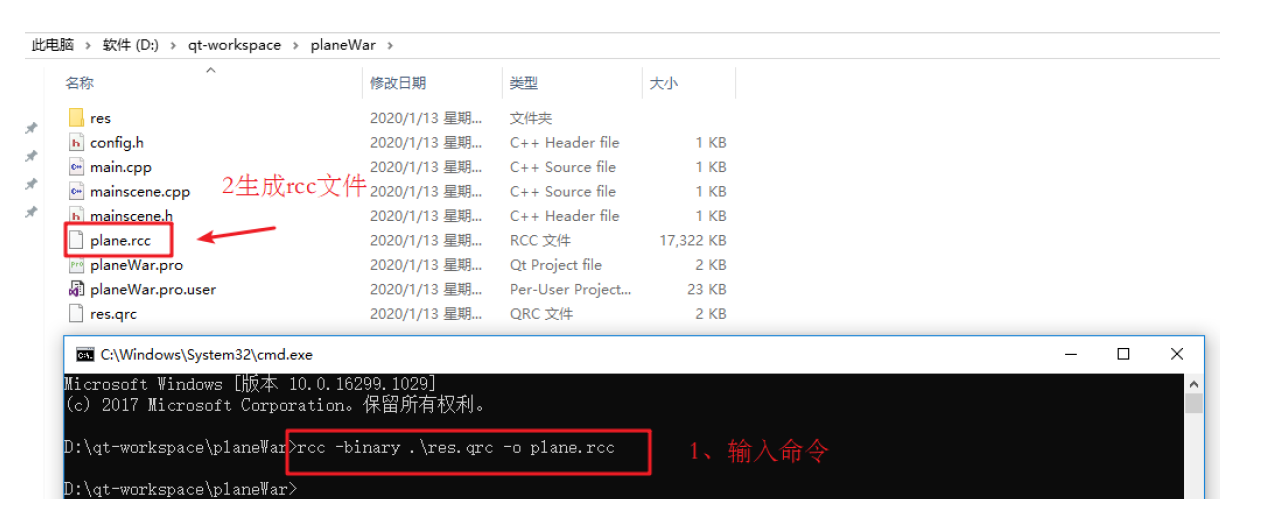 此电脑 › 软件 (D:) › qt-workspace › planeWar ›
名称 修改日期 类型 大小
res 2020/1/13 星期... 文件夹
config.h 2020/1/13 星期... C++ Header file 1 KB
main.cpp 2020/1/13 星期... C++ Source file 1 KB
mainscene.cpp 2020/1/13 星期... C++ Source file 1 KB
2生成rcc文件
mainscene.h 2020/1/13 星期... C++ Header file 1 KB
plane.rcc 2020/1/13 星期... RCC 文件 17,322 KB
planeWar.pro 2020/1/13 星期... Qt Project file 2 KB
planeWar.pro.user 2020/1/13 星期... Per-User Project... 23 KB
res.qrc 2020/1/13 星期... QRC 文件 2 KB
C:\Windows\System32\cmd.exe
Microsoft Windows [版本 10.0.16299.1029]
(c) 2017 Microsoft Corporation。保留所有权利。
D:\qt-workspace\planeWar>rcc -binary .\res.qrc -o plane.rcc
1、输入命令
D:\qt-workspace\planeWar>